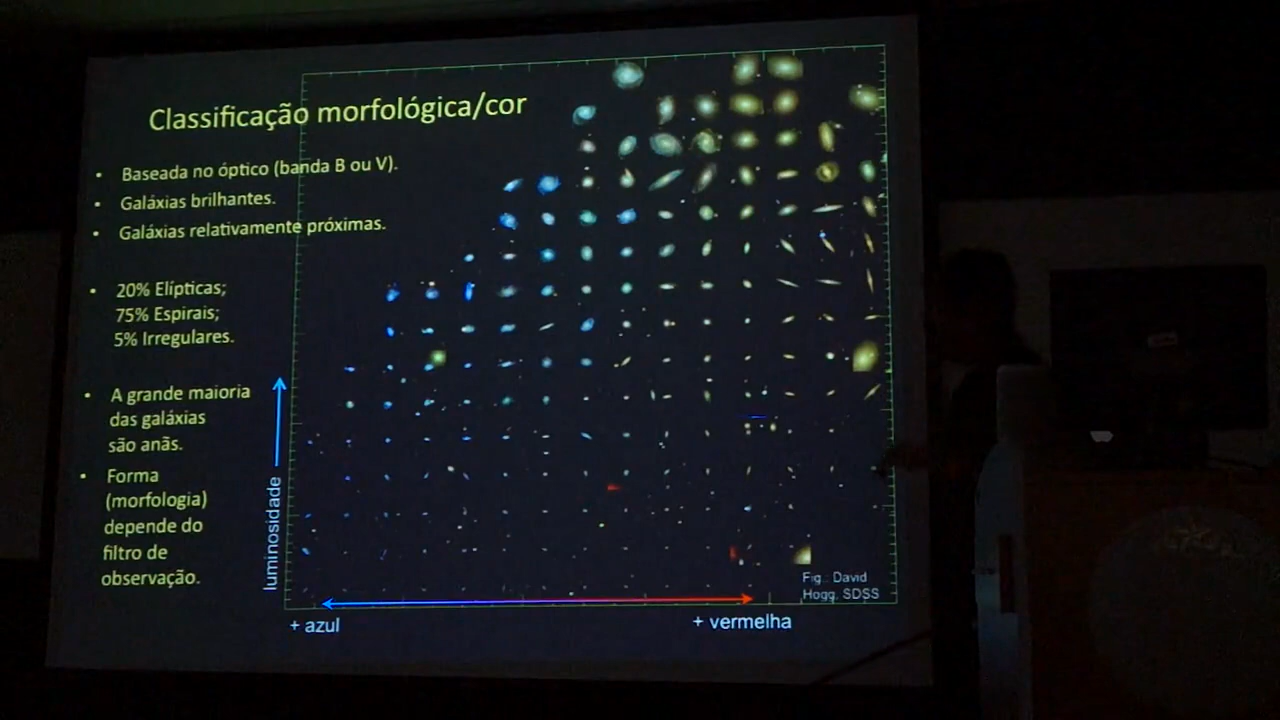 Classificação morfológica/cor
• Baseada no óptico (banda B ou V).
• Galáxias brilhantes.
• Galáxias relativamente próximas.
• 20% Elípticas;
75% Espirais;
5% Irregulares.
• A grande maioria
das galáxias
são anãs.
• Forma
(morfologia)
depende do
filtro de
observação.
luminosidade
+ azul
+ vermelha
Fig.: David
Hogg, SDSS